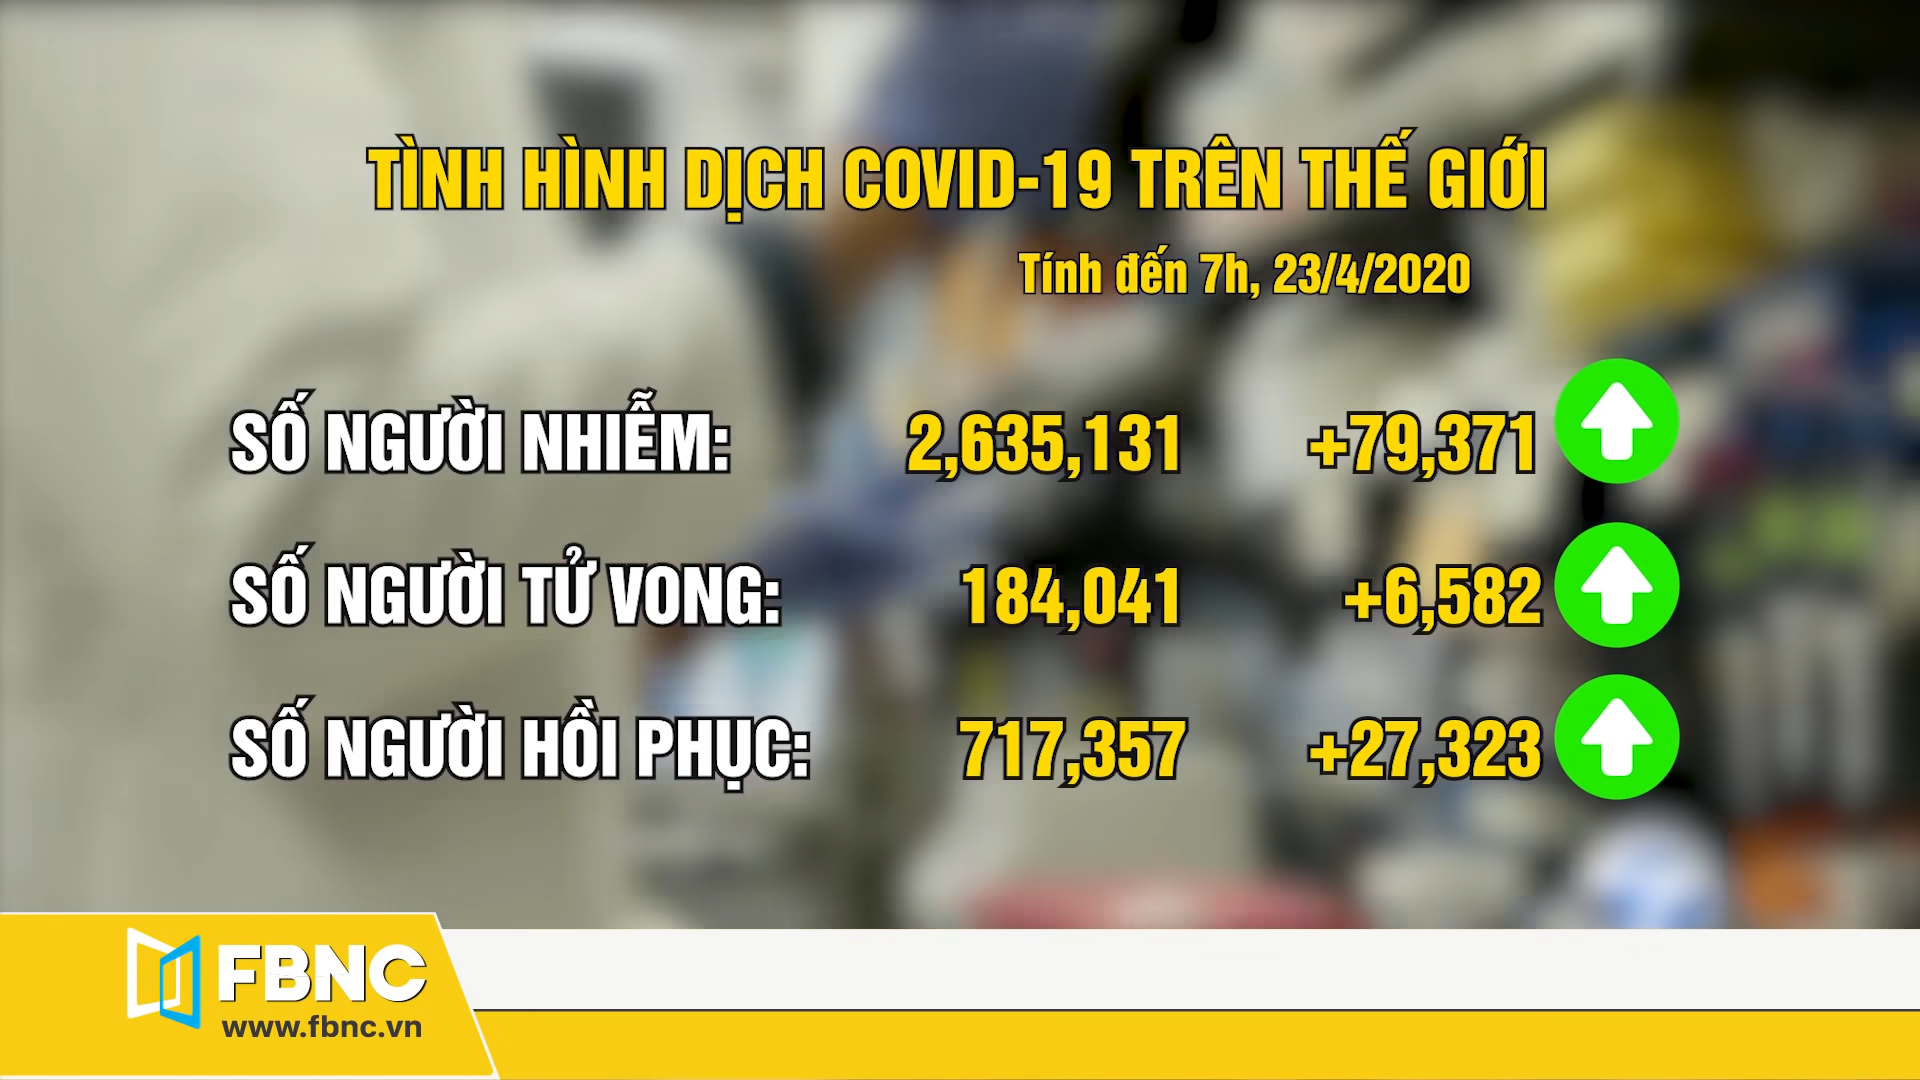 TÌNH HÌNH DỊCH COVID-19 TRÊN THẾ GIỚI
Tính đến 7h, 23/4/2020
SỐ NGƯỜI NHIỄM: 2,635,131 +79,371
SỐ NGƯỜI TỬ VONG: 184,041 +6,582
SỐ NGƯỜI HỒI PHỤC: 717,357 +27,323
FBNC
www.fbnc.vn